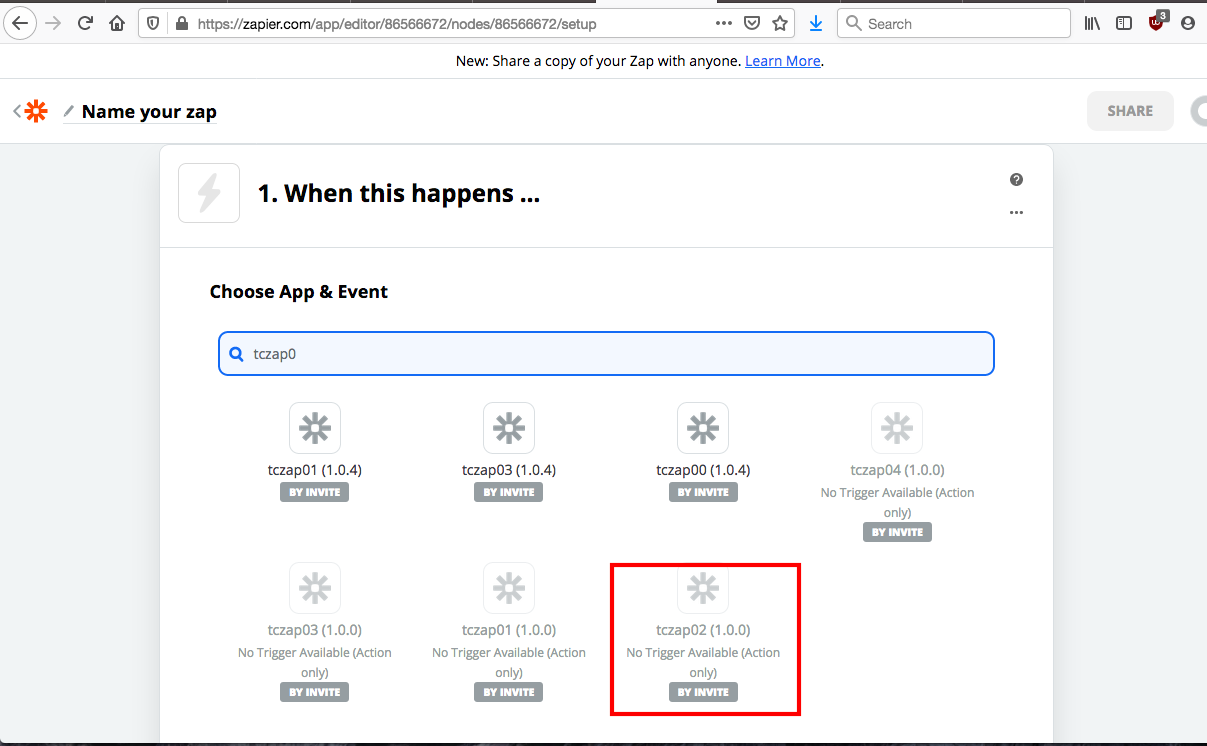 https://zapier.com/app/editor/86566672/nodes/86566672/setup
Search
3
New: Share a copy of your Zap with anyone. Learn More.
Name your zap
SHARE
1. When this happens ...
Choose App & Event
tczap0
tczap01 (1.0.4)
BY INVITE
tczap03 (1.0.4)
BY INVITE
tczap00 (1.0.4)
BY INVITE
tczap04 (1.0.0)
No Trigger Available (Action
only)
BY INVITE
tczap03 (1.0.0)
No Trigger Available (Action
only)
BY INVITE
tczap01 (1.0.0)
No Trigger Available (Action
only)
BY INVITE
tczap02 (1.0.0)
No Trigger Available (Action
only)
BY INVITE